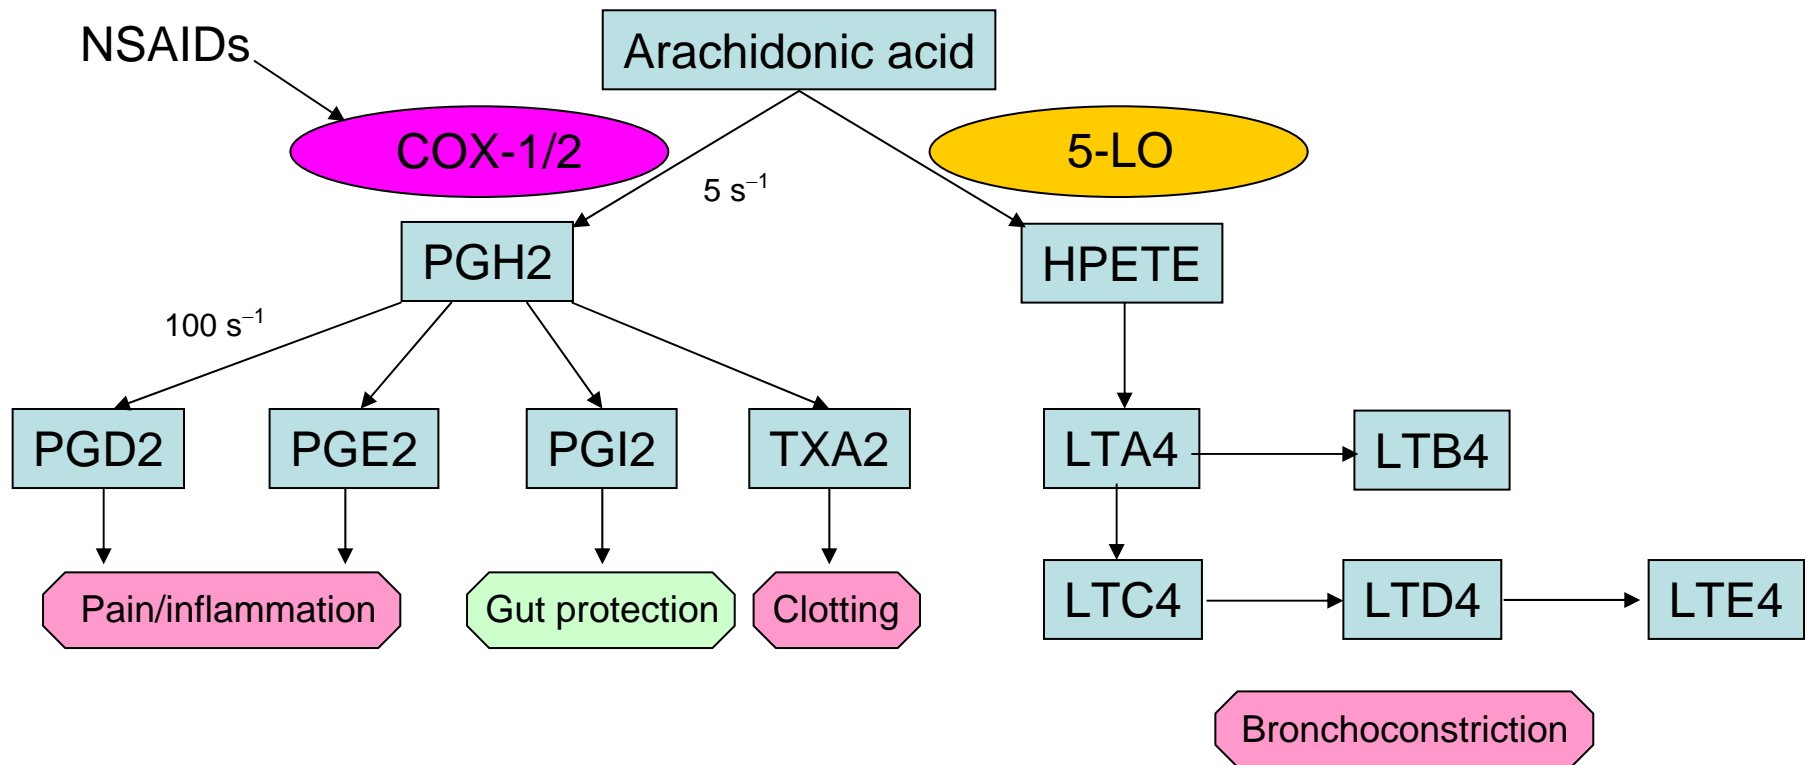 NSAIDs
Arachidonic acid
COX-1/2
5-LO
5 s⁻¹
PGH2
HPETE
100 s⁻¹
PGD2
PGE2
PGI2
TXA2
LTA4
LTB4
Pain/inflammation
Gut protection
Clotting
LTC4
LTD4
LTE4
Bronchoconstriction